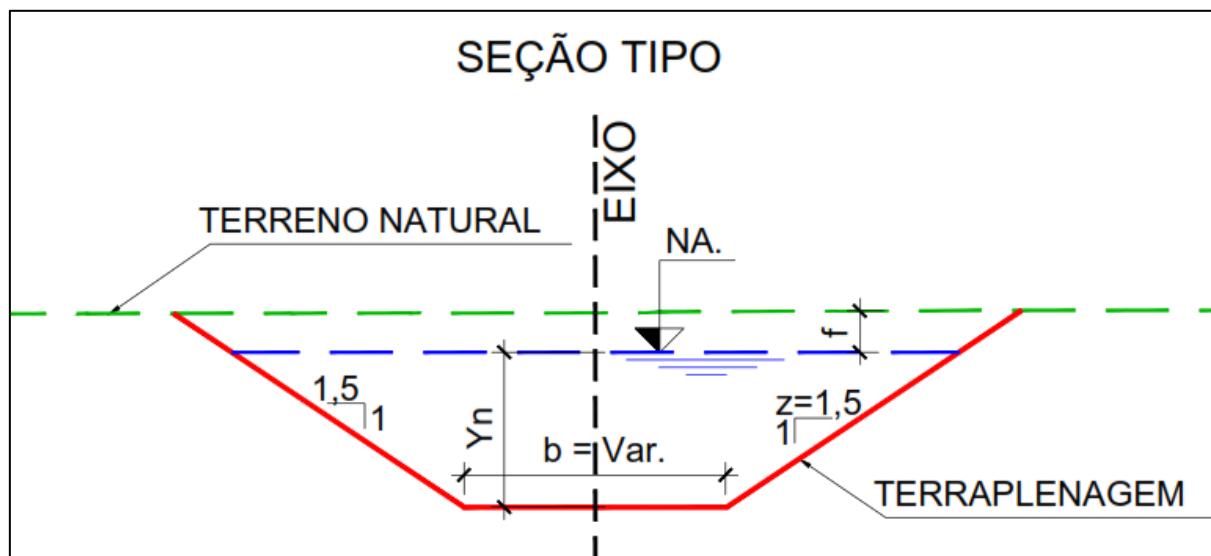 SEÇÃO TIPO
EIXO
TERRENO NATURAL
NA.
f
1,5
1
Yn
b = Var.
z=1,5
1
TERRAPLENAGEM